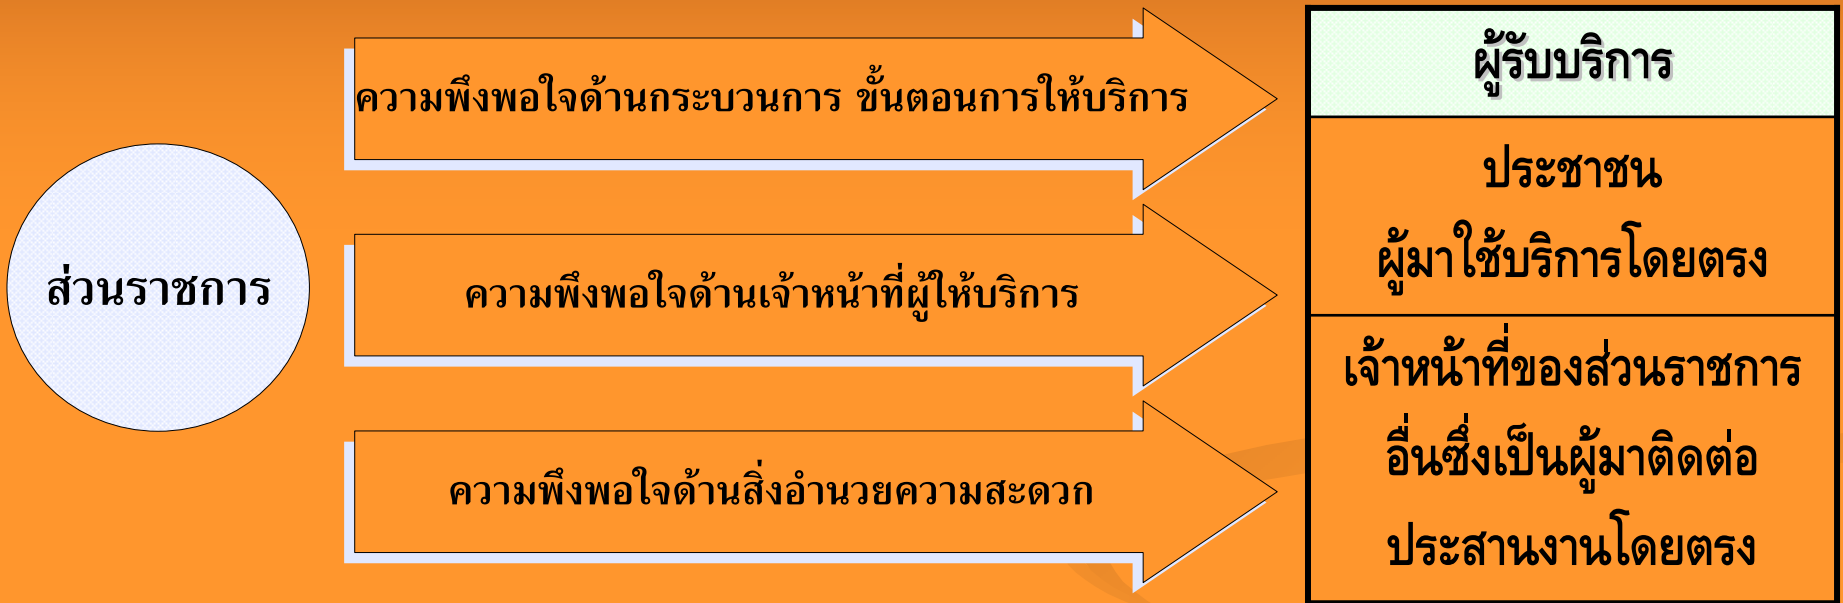 ส่วนราชการ
ความพึงพอใจด้านกระบวนการ ขั้นตอนการให้บริการ
ความพึงพอใจด้านเจ้าหน้าที่ผู้ให้บริการ
ความพึงพอใจด้านสิ่งอำนวยความสะดวก
ผู้รับบริการ
ประชาชน
ผู้มาใช้บริการโดยตรง
เจ้าหน้าที่ของส่วนราชการ
อื่นซึ่งเป็นผู้มาติดต่อ
ประสานงานโดยตรง